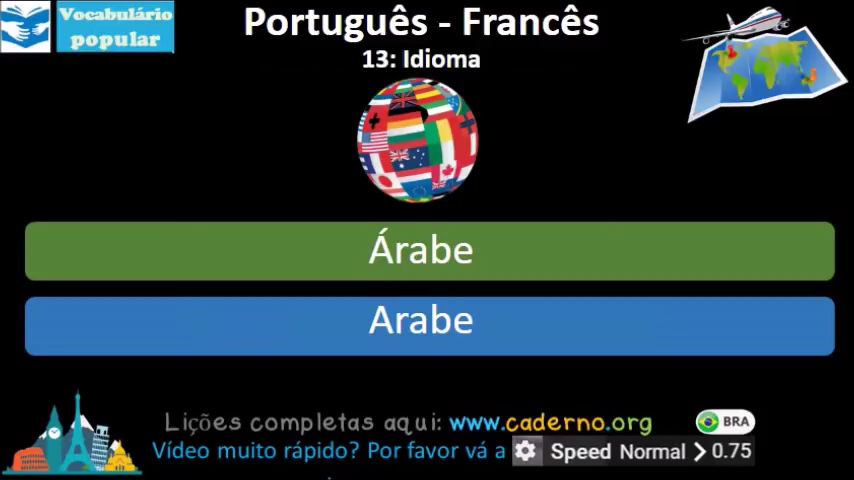 Vocabulário
popular
Português - Francês
13: Idioma
Árabe
Arabe
Lições completas aqui: www.caderno.org BRA
Vídeo muito rápido? Por favor vá a Speed Normal > 0.75